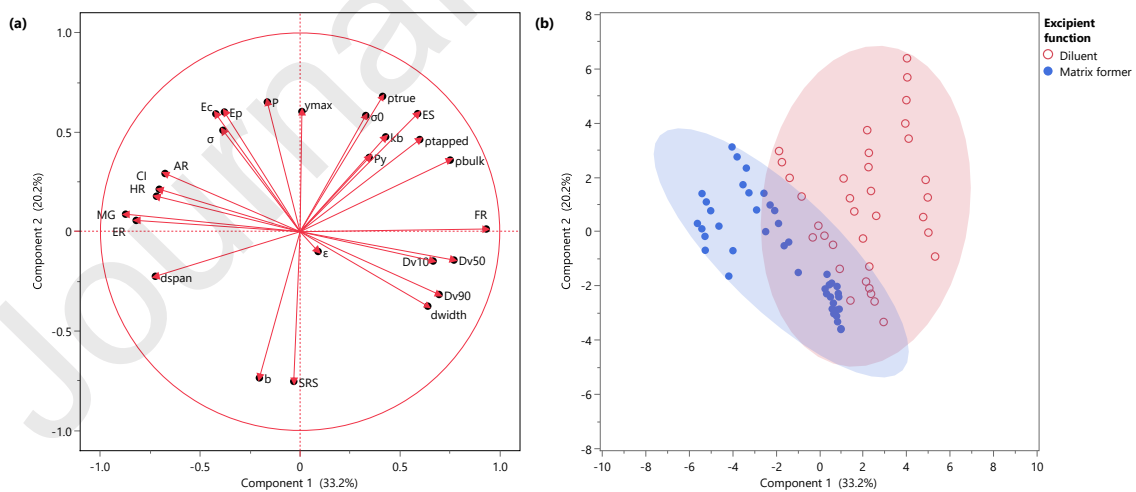 (a)
1.0
0.5
0
-0.5
-1.0
Component 2 (20.2%)
Ec
Ep
P
ymax
ρtrue
σ0
ES
σ
kb
ρtapped
Py
ρbulk
AR
CI
HR
MG
ER
FR
ε
Dv10
Dv50
dspan
Dv90
dwidth
b
SRS
-1.0 -0.5 0 0.5 1.0
Component 1 (33.2%)
Journal
(b)
8
6
4
2
0
-2
-4
-6
-8
Component 2 (20.2%)
-10 -8 -6 -4 -2 0 2 4 6 8 10
Component 1 (33.2%)
Excipient
function
Diluent
Matrix former